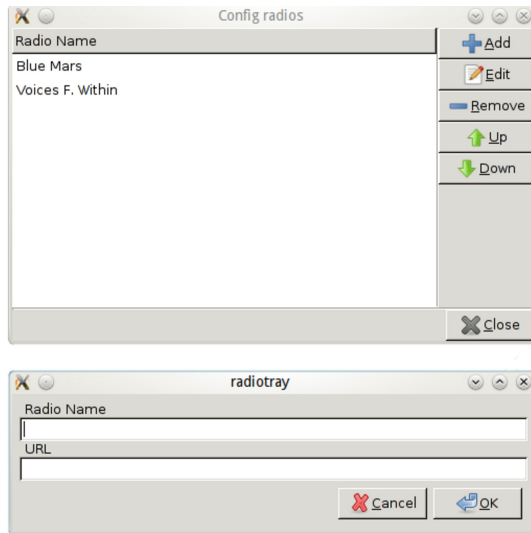 Config radios
Radio Name
Blue Mars
Voices F. Within
Add
Edit
Remove
Up
Down
Close
radiotray
Radio Name
URL
Cancel
OK